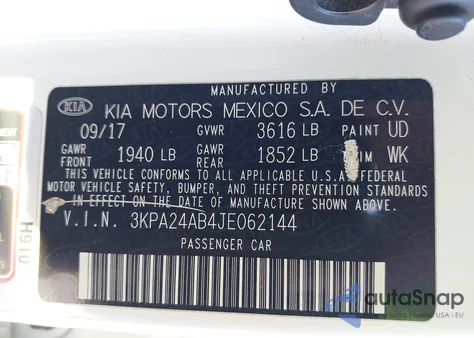 MANUFACTURED BY
KIA KIA MOTORS MEXICO S.A. DE C.V.
09/17 GVWR 3616 LB PAINT UD
GAWR FRONT 1940 LB GAWR REAR 1852 LB IM WK
THIS VEHICLE CONFORMS TO ALL APPLICABLE U.S.A. FEDERAL
MOTOR VEHICLE SAFETY, BUMPER, AND THEFT PREVENTION STANDARDS
IN EFFECT ON THE DATE OF MANUFACTURE SHOWN ABOVE.
V.I.N. 3KPA24AB4JE062144
PASSENGER CAR
H910
autoSnap